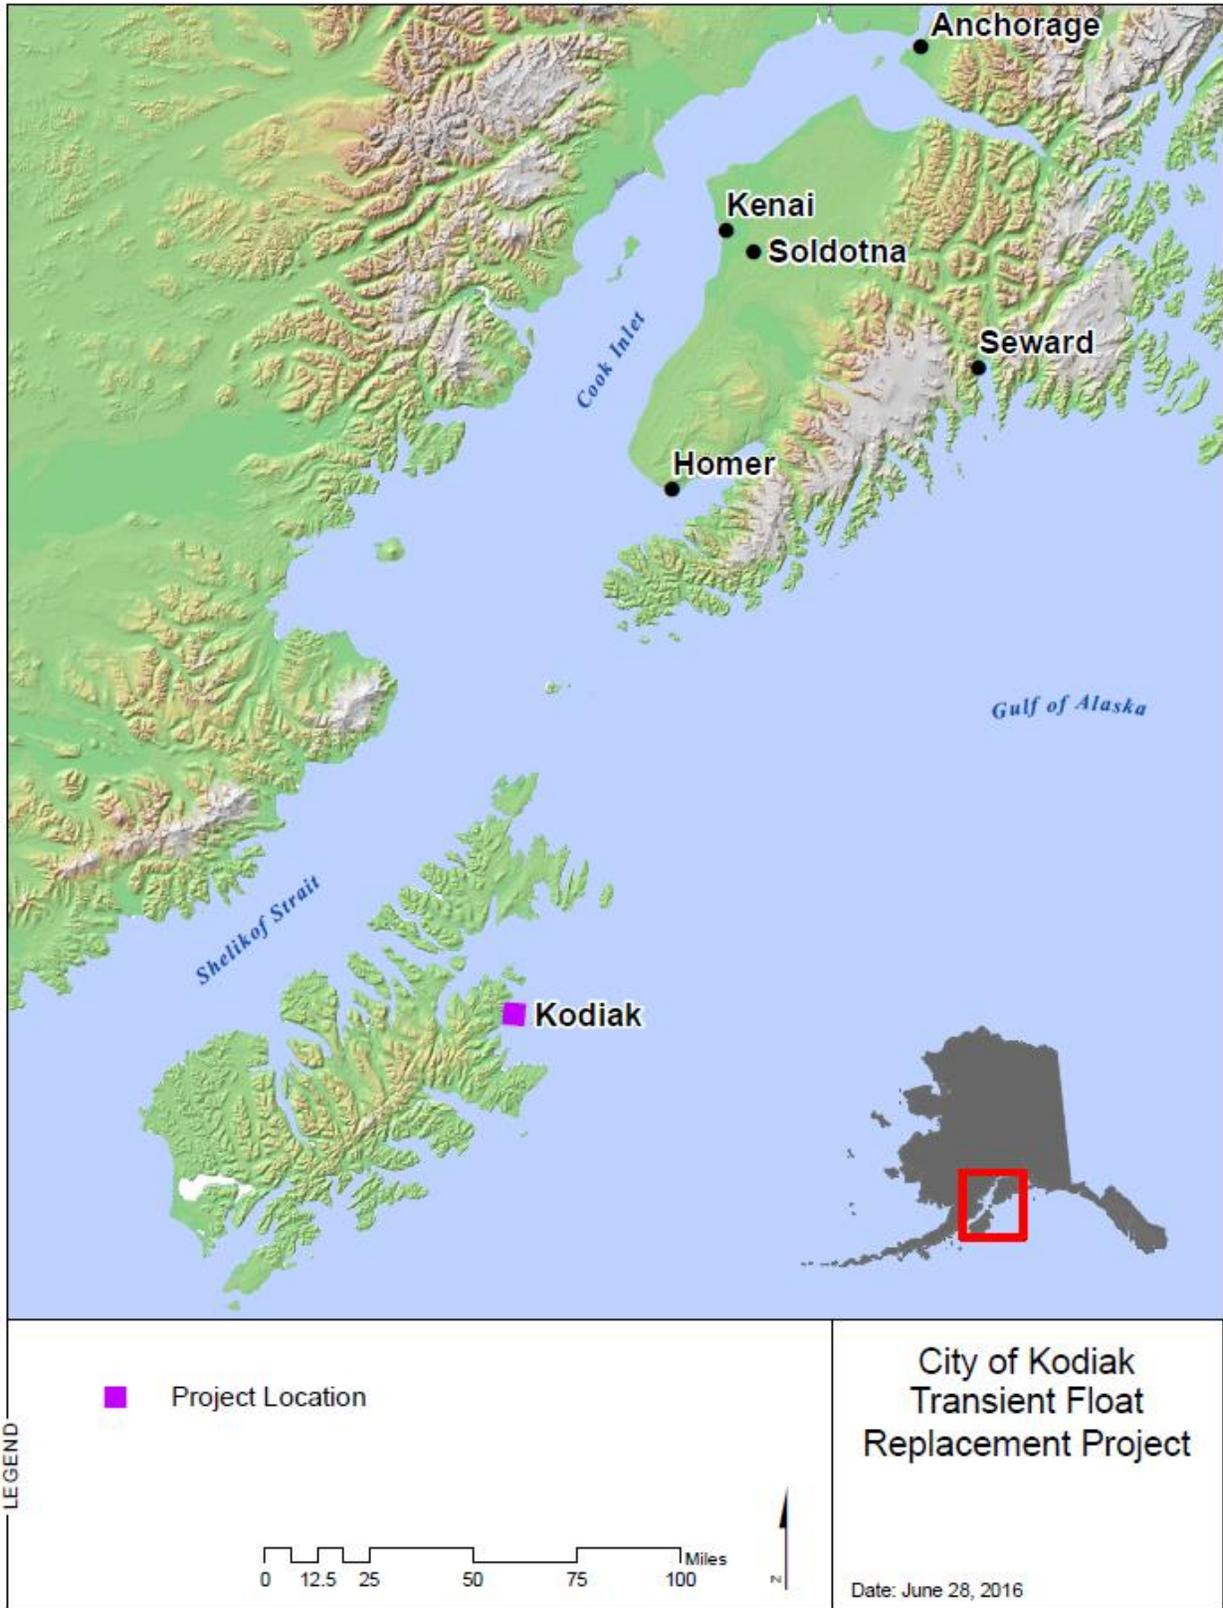 Anchorage
Kenai
Soldotna
Seward
Cook Inlet
Homer
Gulf of Alaska
Shelikof Strait
Kodiak
LEGEND
Project Location
Miles
0 12.5 25 50 75 100
N
City of Kodiak
Transient Float
Replacement Project
Date: June 28, 2016